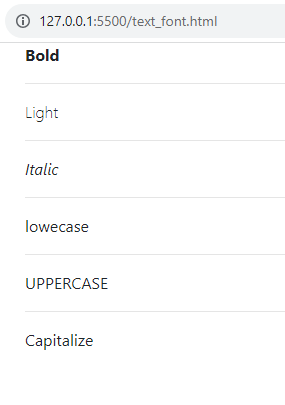 127.0.0.1:5500/text_font.html
Bold
Light
Italic
lowecase
UPPERCASE
Capitalize